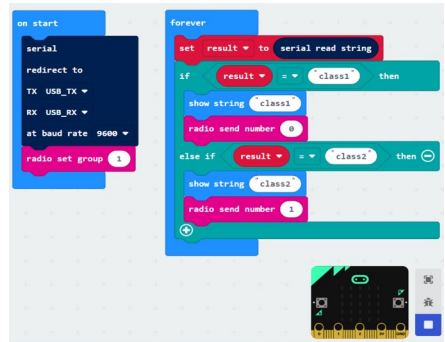 on start
serial
redirect to
TX USB_TX
RX USB_RX
at baud rate 9600
radio set group 1
forever
set result to serial read string
if result = "class1" then
show string "class1"
radio send number 0
else if result = "class2" then
show string "class2"
radio send number 1